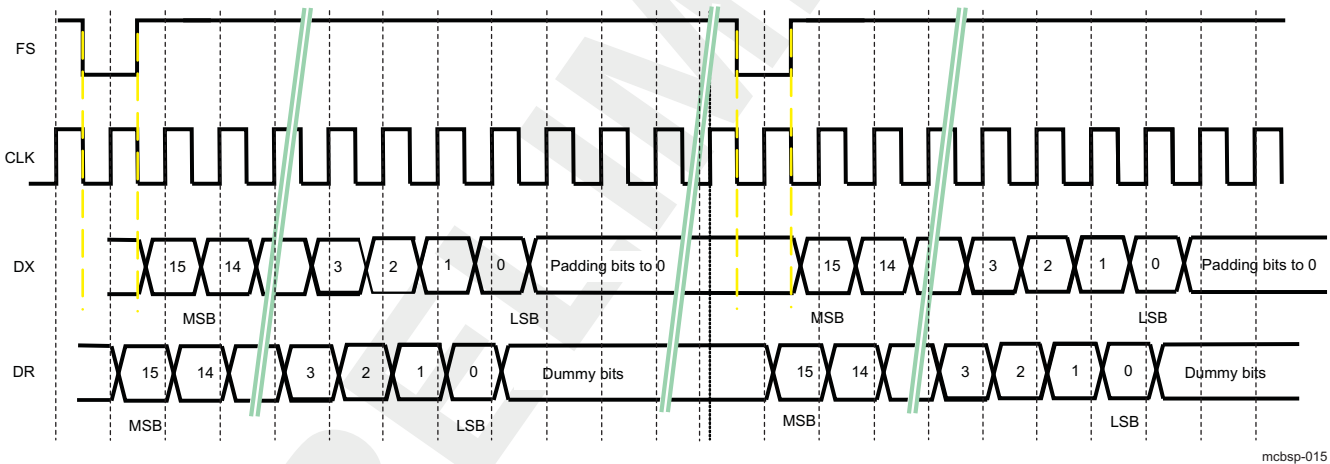 FS
CLK
DX 15 14 3 2 1 0 Padding bits to 0 15 14 3 2 1 0 Padding bits to 0
MSB LSB MSB LSB
DR 15 14 3 2 1 0 Dummy bits 15 14 3 2 1 0 Dummy bits
MSB LSB MSB LSB
mcbsp-015